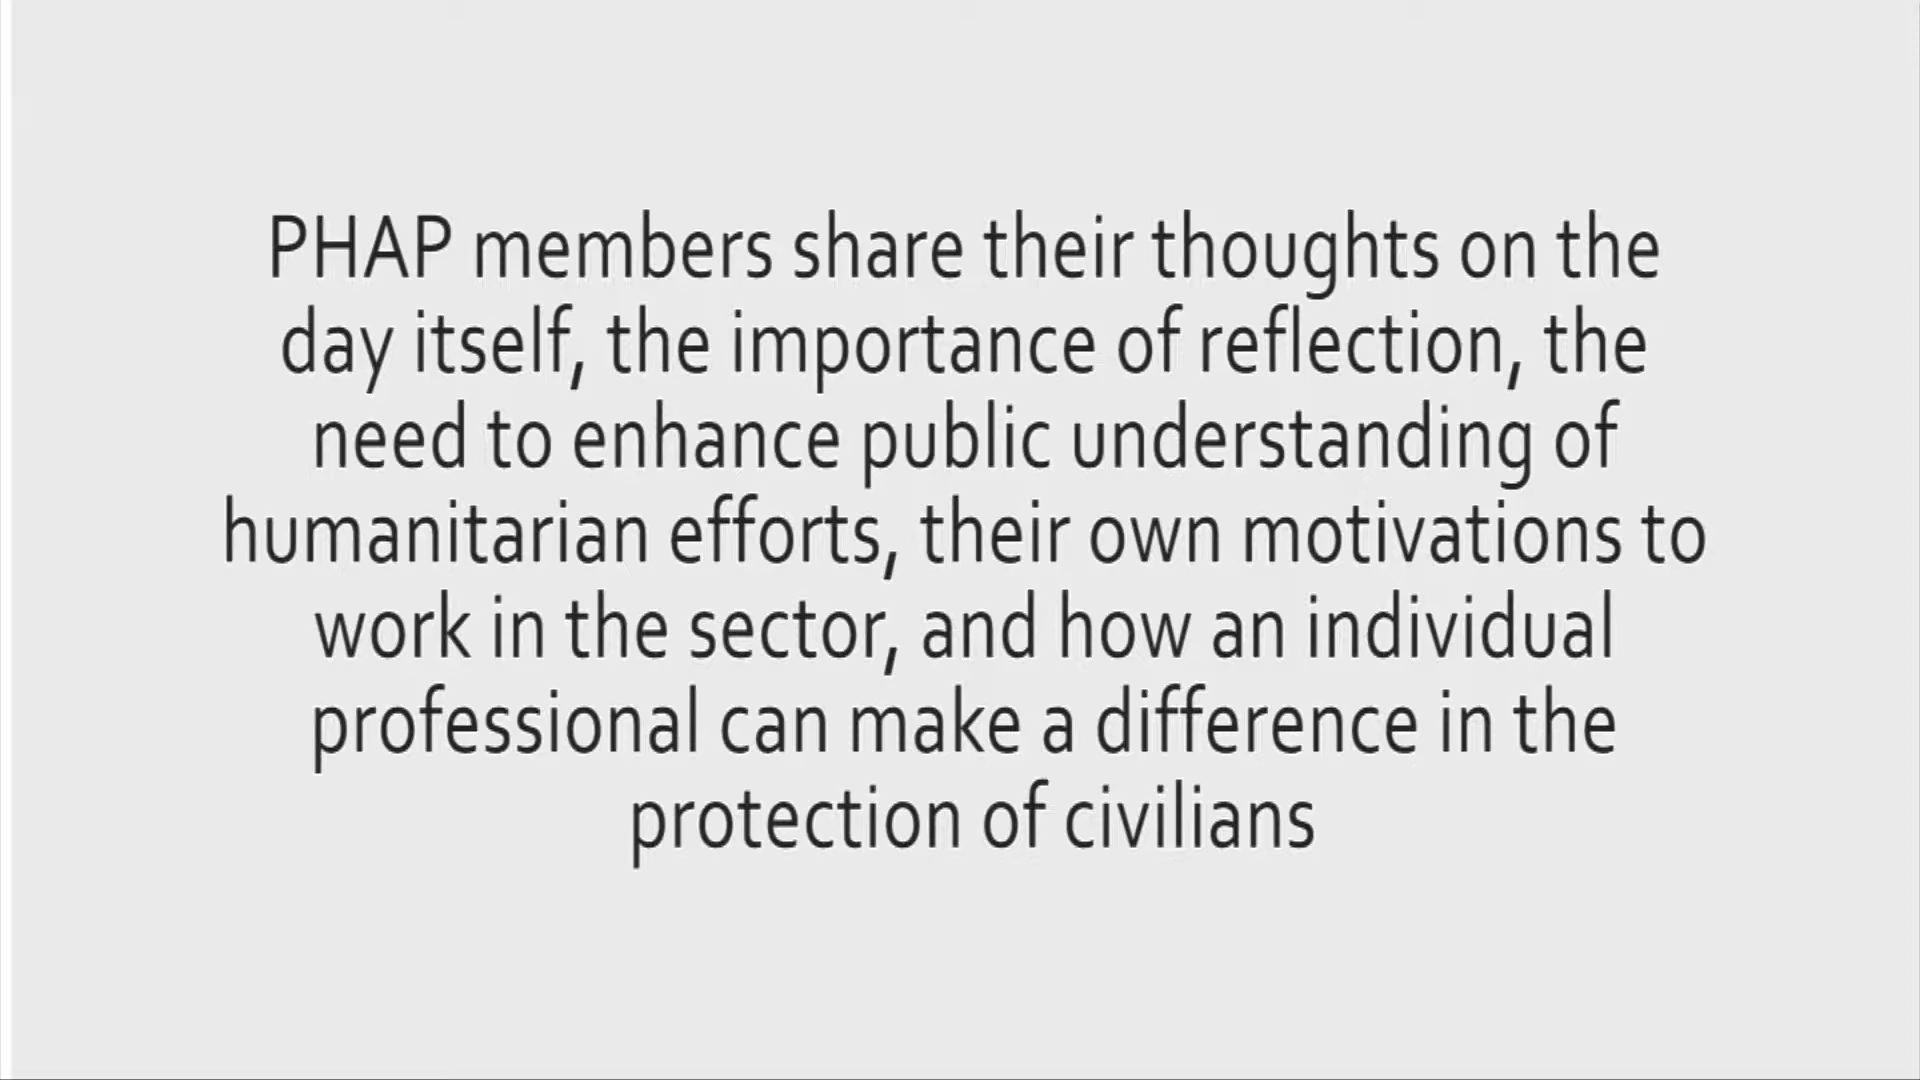 PHAP members share their thoughts on the
day itself, the importance of reflection, the
need to enhance public understanding of
humanitarian efforts, their own motivations to
work in the sector, and how an individual
professional can make a difference in the
protection of civilians